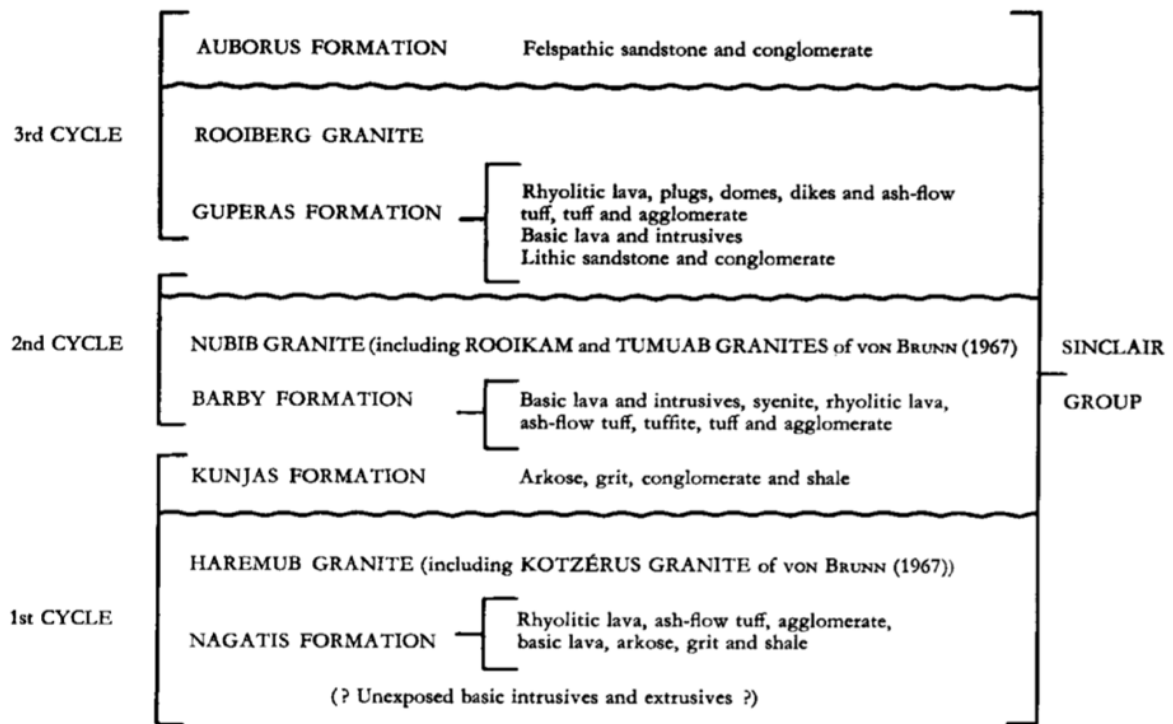 AUBORUS FORMATION Felspathic sandstone and conglomerate
3rd CYCLE
ROOIBERG GRANITE
GUPERAS FORMATION
Rhyolitic lava, plugs, domes, dikes and ash-flow
tuff, tuff and agglomerate
Basic lava and intrusives
Lithic sandstone and conglomerate
2nd CYCLE
NUBIB GRANITE (including ROOIKAM and TUMUAB GRANITES of VON BRUNN (1967)
SINCLAIR
GROUP
BARBY FORMATION
Basic lava and intrusives, syenite, rhyolitic lava,
ash-flow tuff, tuffite, tuff and agglomerate
KUNJAS FORMATION Arkose, grit, conglomerate and shale
HAREMUB GRANITE (including KOTZÉRUS GRANITE of VON BRUNN (1967))
1st CYCLE
NAGATIS FORMATION
Rhyolitic lava, ash-flow tuff, agglomerate,
basic lava, arkose, grit and shale
(? Unexposed basic intrusives and extrusives ?)